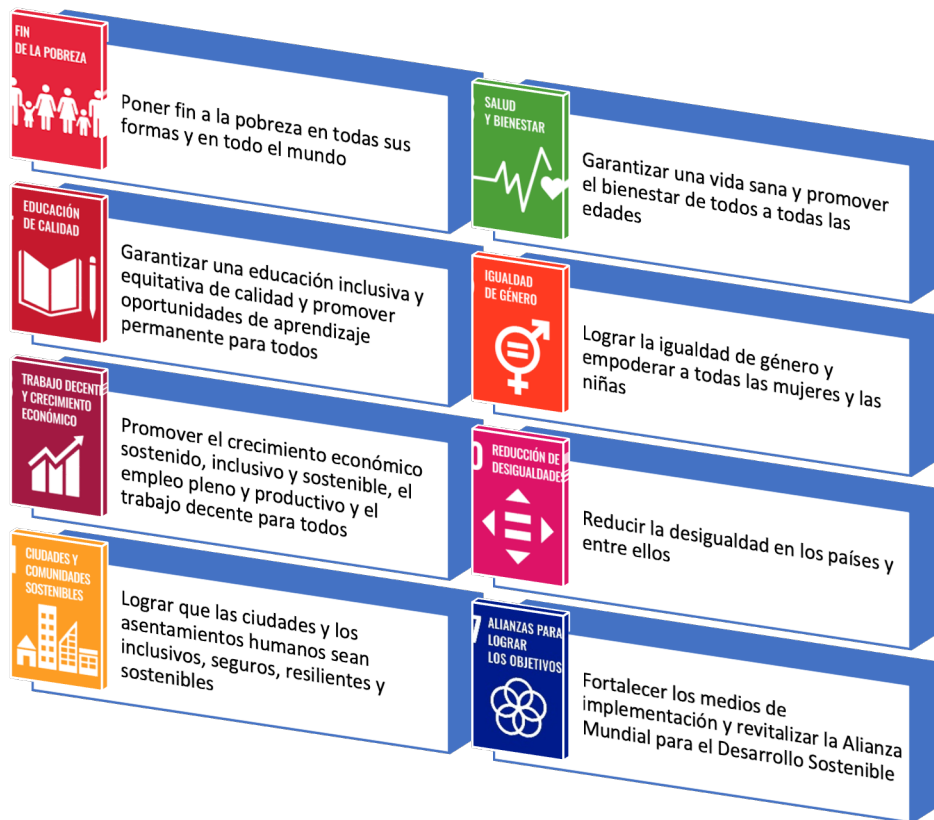 FIN
DE LA POBREZA
Poner fin a la pobreza en todas sus
formas y en todo el mundo
SALUD
Y BIENESTAR
Garantizar una vida sana y promover
el bienestar de todos a todas las
edades
EDUCACIÓN
DE CALIDAD
Garantizar una educación inclusiva y
equitativa de calidad y promover
oportunidades de aprendizaje
permanente para todos
IGUALDAD
DE GÉNERO
Lograr la igualdad de género y
empoderar a todas las mujeres y las
niñas
TRABAJO DECENTE
Y CRECIMIENTO
ECONÓMICO
Promover el crecimiento económico
sostenido, inclusivo y sostenible, el
empleo pleno y productivo y el
trabajo decente para todos
0 REDUCCIÓN DE
DESIGUALDADES
Reducir la desigualdad en los países y
entre ellos
CIUDADES Y
COMUNIDADES
SOSTENIBLES
Lograr que las ciudades y los
asentamientos humanos sean
inclusivos, seguros, resilientes y
sostenibles
7 ALIANZAS PARA
LOGRAR
LOS OBJETIVOS
Fortalecer los medios de
implementación y revitalizar la Alianza
Mundial para el Desarrollo Sostenible